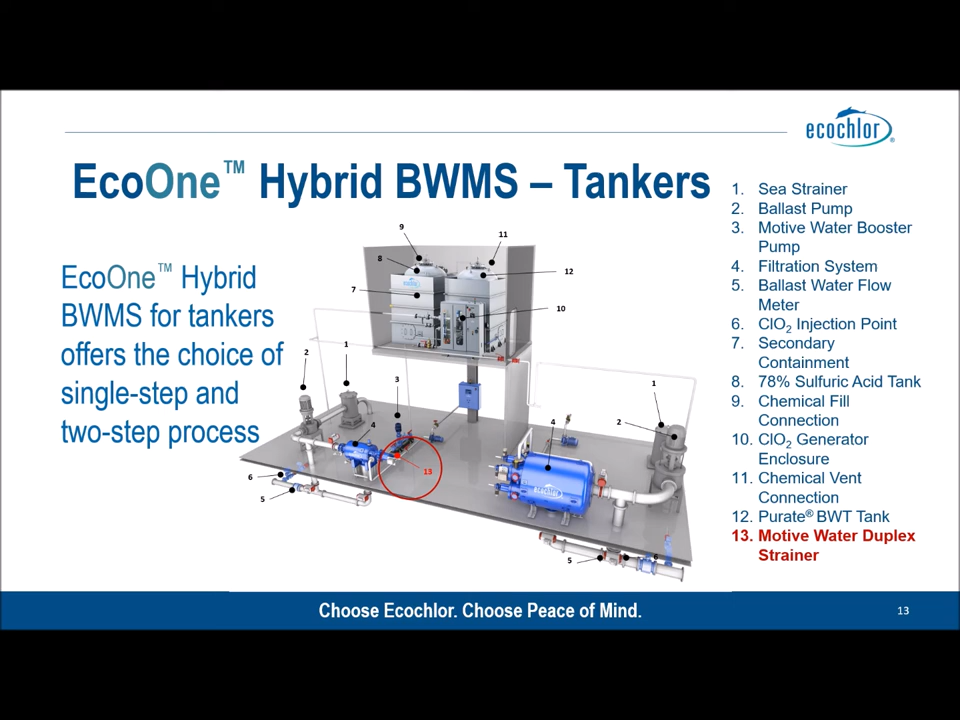 ecochlor®
EcoOne™ Hybrid BWMS – Tankers
EcoOne™ Hybrid
BWMS for tankers
offers the choice of
single-step and
two-step process
1. Sea Strainer
2. Ballast Pump
3. Motive Water Booster
Pump
4. Filtration System
5. Ballast Water Flow
Meter
6. ClO₂ Injection Point
7. Secondary
Containment
8. 78% Sulfuric Acid Tank
9. Chemical Fill
Connection
10. ClO₂ Generator
Enclosure
11. Chemical Vent
Connection
12. Purate® BWT Tank
13. Motive Water Duplex
Strainer
9
11
8
12
7
10
2
1
3
1
4
4
2
13
6
5
5
6
ecochlor
ecochlor
Choose Ecochlor. Choose Peace of Mind.
13